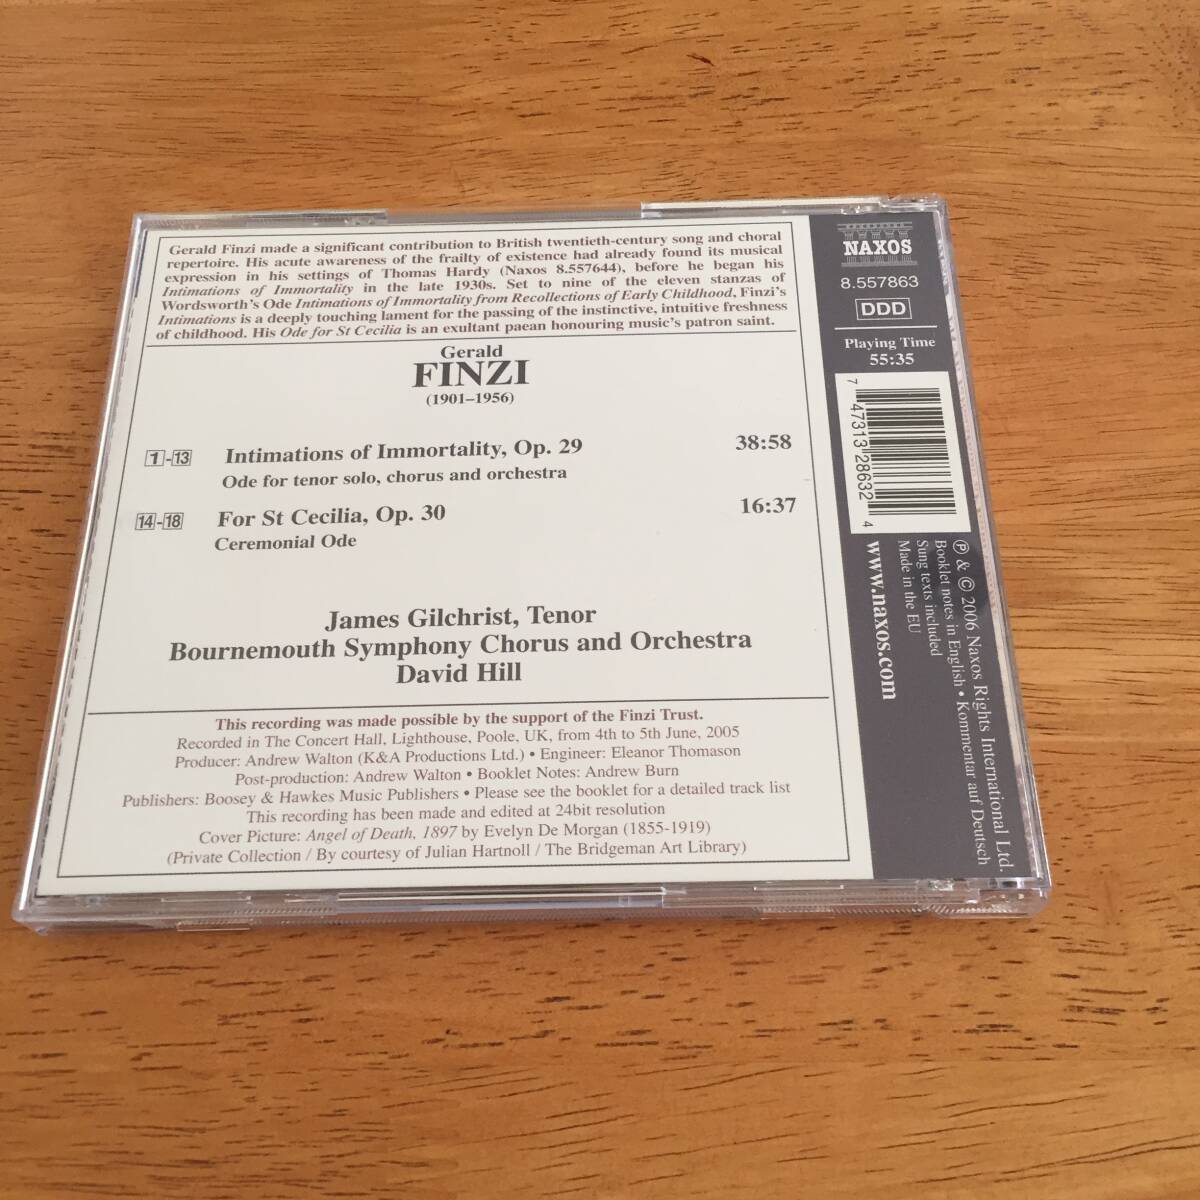 Gerald Finzi made a significant contribution to British twentieth-century song and choral
repertoire. His acute awareness of the frailty of existence had already found its musical
expression in his settings of Thomas Hardy (Naxos 8.557644), before he began his
Intimations of Immortality in the late 1930s. Set to nine of the eleven stanzas of
Wordsworth's Ode Intimations of Immortality from Recollections of Early Childhood, Finzi's
Intimations is a deeply touching lament for the passing of the instinctive, intuitive freshness
of childhood. His Ode for St Cecilia is an exultant paean honouring music's patron saint.
Gerald
FINZI
(1901–1956)
1-13 Intimations of Immortality, Op. 29 38:58
Ode for tenor solo, chorus and orchestra
14-18 For St Cecilia, Op. 30 16:37
Ceremonial Ode
James Gilchrist, Tenor
Bournemouth Symphony Chorus and Orchestra
David Hill
This recording was made possible by the support of the Finzi Trust.
Recorded in The Concert Hall, Lighthouse, Poole, UK, from 4th to 5th June, 2005
Producer: Andrew Walton (K&A Productions Ltd.) • Engineer: Eleanor Thomason
Post-production: Andrew Walton • Booklet Notes: Andrew Burn
Publishers: Boosey & Hawkes Music Publishers • Please see the booklet for a detailed track list
This recording has been made and edited at 24bit resolution
Cover Picture: Angel of Death, 1897 by Evelyn De Morgan (1855-1919)
(Private Collection / By courtesy of Julian Hartnoll / The Bridgeman Art Library)
NAXOS
8.557863
DDD
Playing Time
55:35
7 47313 28632 4
℗ & © 2006 Naxos Rights International Ltd.
Booklet notes in English • Kommentar auf Deutsch
Sung texts included
Made in the EU
www.naxos.com